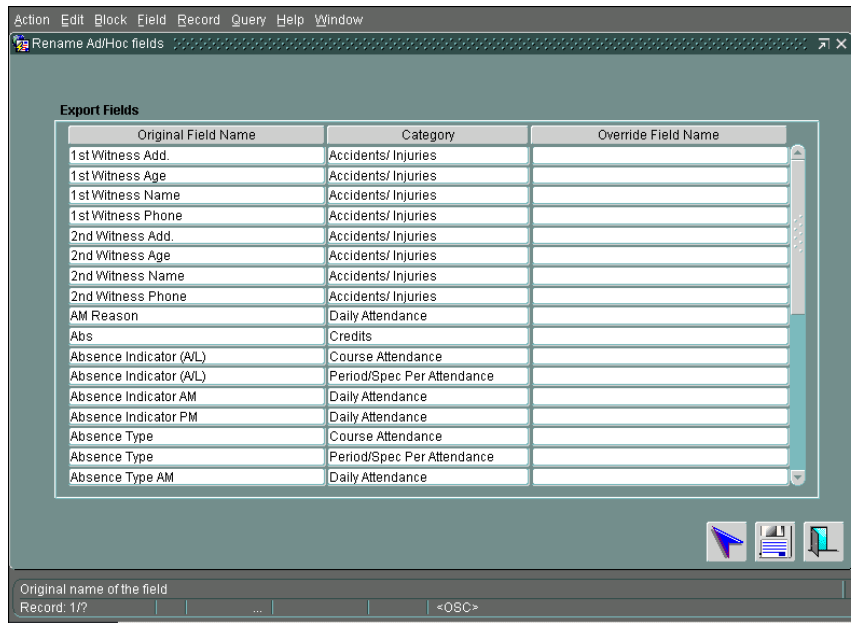 Action Edit Block Field Record Query Help Window
Rename Ad/Hoc fields
Export Fields
Original Field Name Category Override Field Name
1st Witness Add. Accidents/ Injuries
1st Witness Age Accidents/ Injuries
1st Witness Name Accidents/ Injuries
1st Witness Phone Accidents/ Injuries
2nd Witness Add. Accidents/ Injuries
2nd Witness Age Accidents/ Injuries
2nd Witness Name Accidents/ Injuries
2nd Witness Phone Accidents/ Injuries
AM Reason Daily Attendance
Abs Credits
Absence Indicator (A/L) Course Attendance
Absence Indicator (A/L) Period/Spec Per Attendance
Absence Indicator AM Daily Attendance
Absence Indicator PM Daily Attendance
Absence Type Course Attendance
Absence Type Period/Spec Per Attendance
Absence Type AM Daily Attendance
Original name of the field
Record: 1/? ... <OSC>